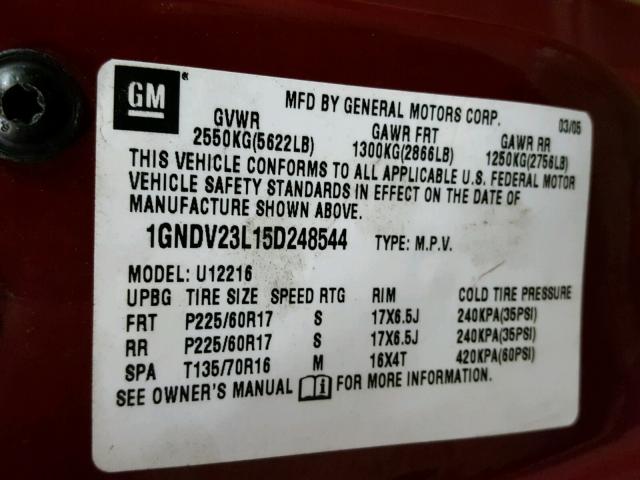 GM ®
MFD BY GENERAL MOTORS CORP. 03/05
GVWR GAWR FRT GAWR RR
2550KG(5622LB) 1300KG(2866LB) 1250KG(2756LB)
THIS VEHICLE CONFORMS TO ALL APPLICABLE U.S. FEDERAL MOTOR
VEHICLE SAFETY STANDARDS IN EFFECT ON THE DATE OF
MANUFACTURE SHOWN ABOVE.
1GNDV23L15D248544 TYPE: M.P.V.
MODEL: U12216
UPBG TIRE SIZE SPEED RTG RIM COLD TIRE PRESSURE
FRT P225/60R17 S 17X6.5J 240KPA(35PSI)
RR P225/60R17 S 17X6.5J 240KPA(35PSI)
SPA T135/70R16 M 16X4T 420KPA(60PSI)
SEE OWNER'S MANUAL FOR MORE INFORMATION.